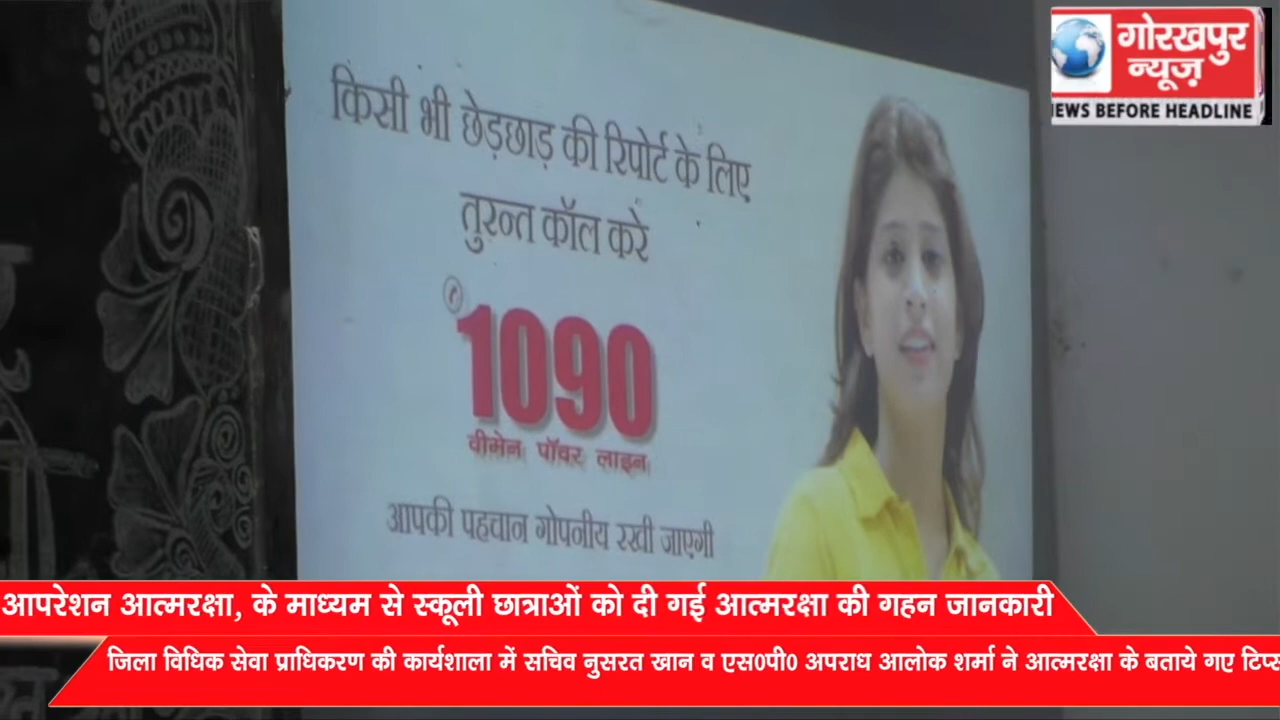 गोरखपुर
न्यूज़
NEWS BEFORE HEADLINE
किसी भी छेड़छाड़ की रिपोर्ट के लिए
तुरन्त कॉल करे
1090
वीमेन पॉवर लाइन
आपकी पहचान गोपनीय रखी जाएगी
आपरेशन आत्मरक्षा, के माध्यम से स्कूली छात्राओं को दी गई आत्मरक्षा की गहन जानकारी
जिला विधिक सेवा प्राधिकरण की कार्यशाला में सचिव नुसरत खान व एस0पी0 अपराध आलोक शर्मा ने आत्मरक्षा के बताये गए टिप्स